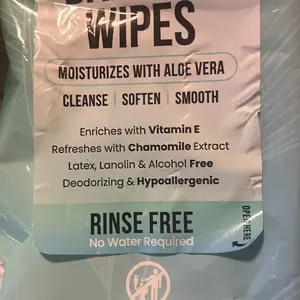 WIPES
MOISTURIZES WITH ALOE VERA
CLEANSE | SOFTEN | SMOOTH
Enriches with Vitamin E
Refreshes with Chamomile Extract
Latex, Lanolin & Alcohol Free
Deodorizing & Hypoallergenic
RINSE FREE
No Water Required
OPEN HERE